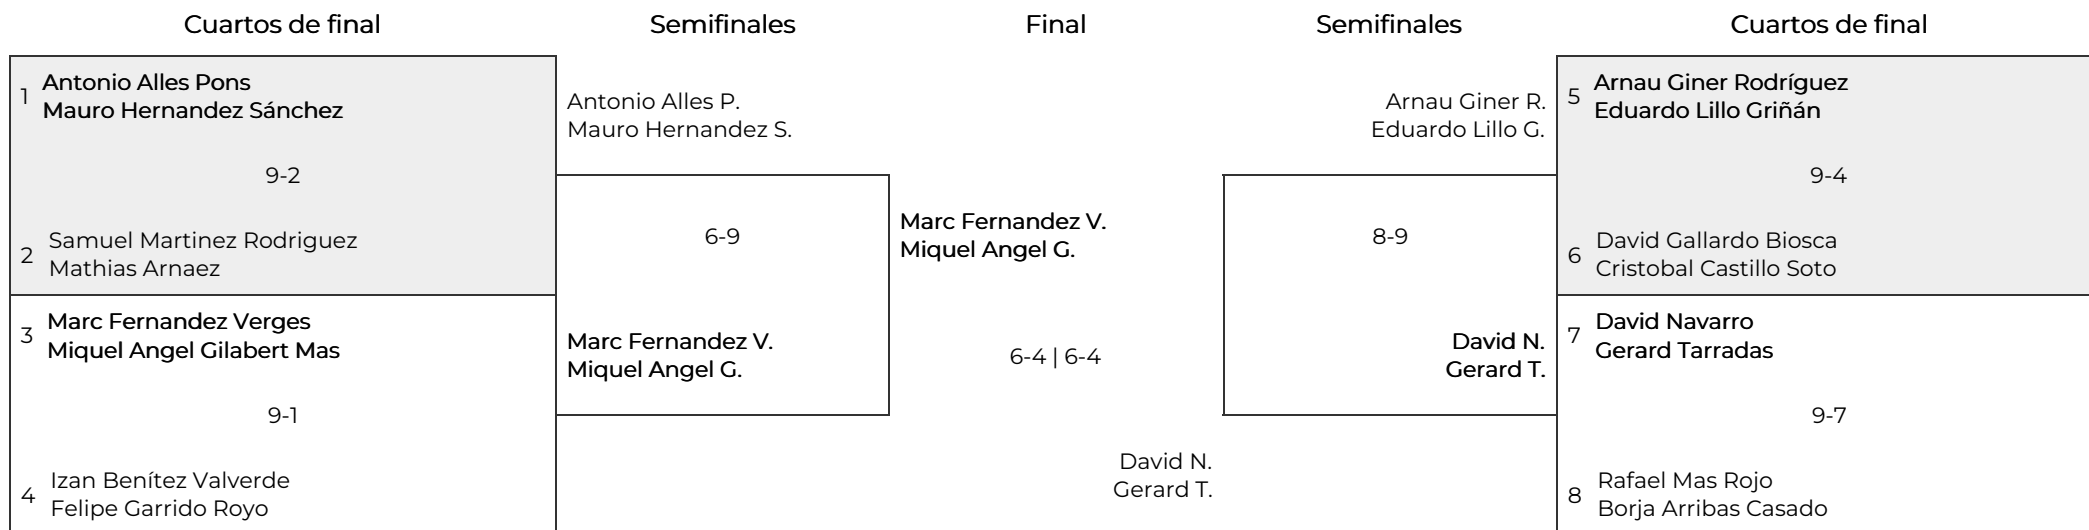 Cuartos de final
Semifinales
Final
Semifinales
Cuartos de final
1
Antonio Alles Pons
Mauro Hernandez Sánchez
9-2
2
Samuel Martinez Rodriguez
Mathias Arnaez
3
Marc Fernandez Verges
Miquel Angel Gilabert Mas
9-1
4
Izan Benítez Valverde
Felipe Garrido Royo
Antonio Alles P.
Mauro Hernandez S.
6-9
Marc Fernandez V.
Miquel Angel G.
Marc Fernandez V.
Miquel Angel G.
6-4 | 6-4
David N.
Gerard T.
Arnau Giner R.
Eduardo Lillo G.
8-9
David N.
Gerard T.
5
Arnau Giner Rodríguez
Eduardo Lillo Griñán
9-4
6
David Gallardo Biosca
Cristobal Castillo Soto
7
David Navarro
Gerard Tarradas
9-7
8
Rafael Mas Rojo
Borja Arribas Casado